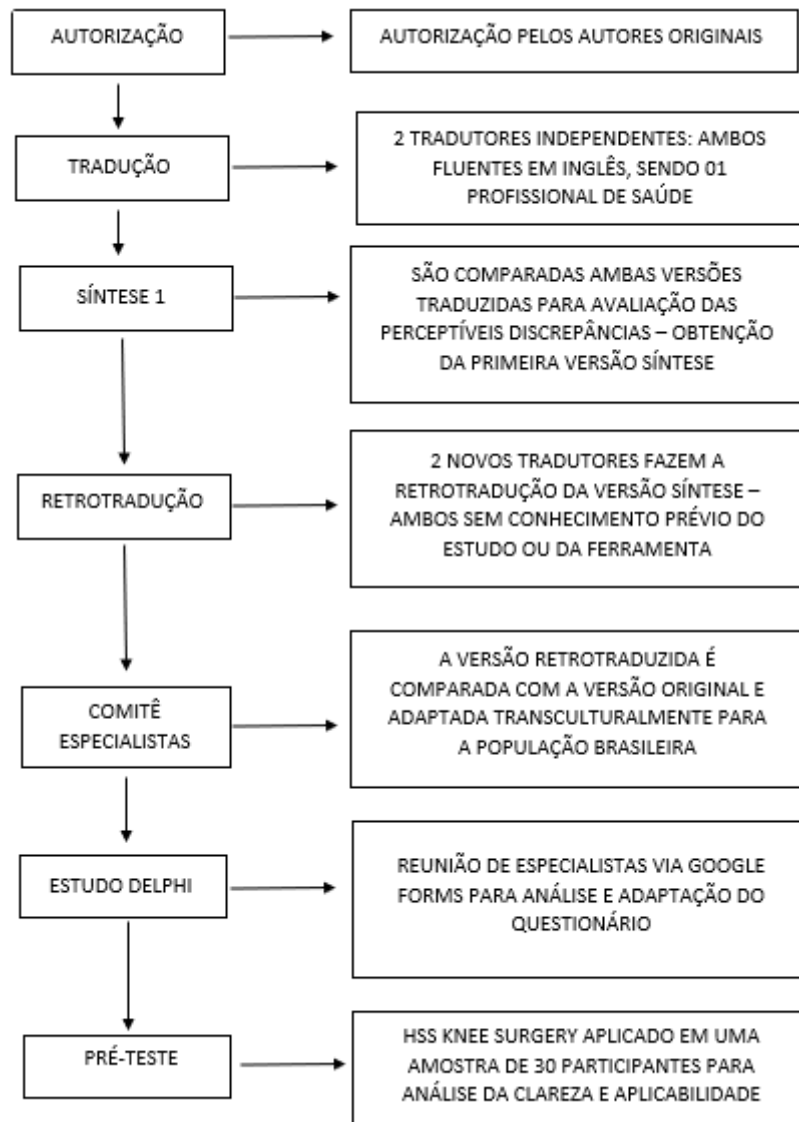 AUTORIZAÇÃO
AUTORIZAÇÃO PELOS AUTORES ORIGINAIS
TRADUÇÃO
2 TRADUTORES INDEPENDENTES: AMBOS
FLUENTES EM INGLÊS, SENDO 01
PROFISSIONAL DE SAÚDE
SÍNTESE 1
SÃO COMPARADAS AMBAS VERSÕES
TRADUZIDAS PARA AVALIAÇÃO DAS
PERCEPTÍVEIS DISCREPÂNCIAS – OBTENÇÃO
DA PRIMEIRA VERSÃO SÍNTESE
RETROTRADUÇÃO
2 NOVOS TRADUTORES FAZEM A
RETROTRADUÇÃO DA VERSÃO SÍNTESE –
AMBOS SEM CONHECIMENTO PRÉVIO DO
ESTUDO OU DA FERRAMENTA
COMITÊ
ESPECIALISTAS
A VERSÃO RETROTRADUZIDA É
COMPARADA COM A VERSÃO ORIGINAL E
ADAPTADA TRANSCULTURALMENTE PARA
A POPULAÇÃO BRASILEIRA
ESTUDO DELPHI
REUNIÃO DE ESPECIALISTAS VIA GOOGLE
FORMS PARA ANÁLISE E ADAPTAÇÃO DO
QUESTIONÁRIO
PRÉ-TESTE
HSS KNEE SURGERY APLICADO EM UMA
AMOSTRA DE 30 PARTICIPANTES PARA
ANÁLISE DA CLAREZA E APLICABILIDADE